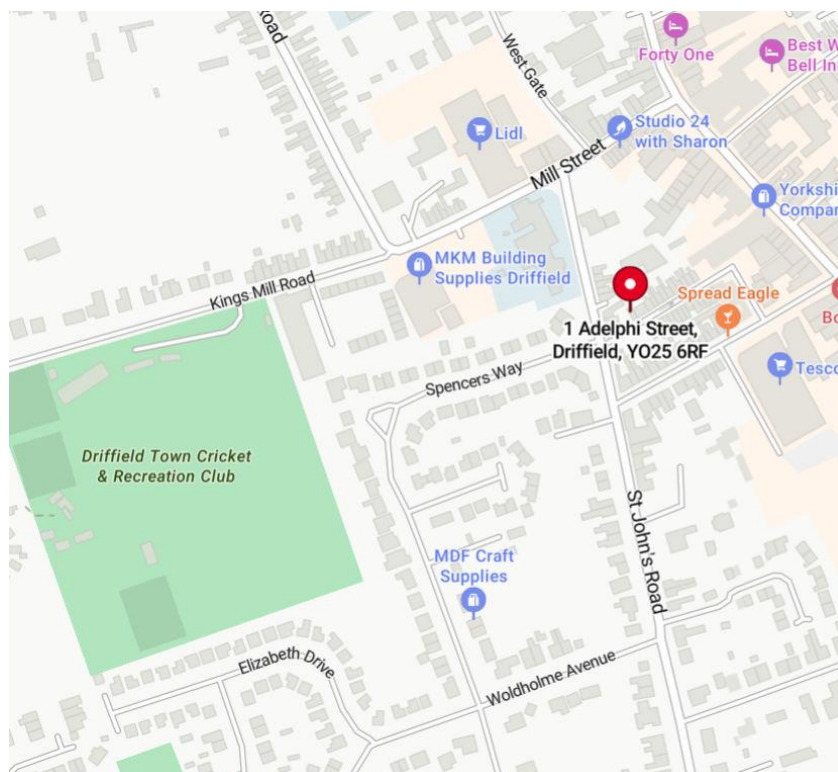 Road
West Gate
Forty One
Best W
Bell In
Lidl
Studio 24
with Sharon
Mill Street
Yorkshi
Compar
MKM Building
Supplies Driffield
Kings Mill Road
Spread Eagle
Bo
1 Adelphi Street,
Driffield, YO25 6RF
Tesco
Spencers Way
Driffield Town Cricket
& Recreation Club
St John's Road
MDF Craft
Supplies
Elizabeth Drive
Woldholme Avenue